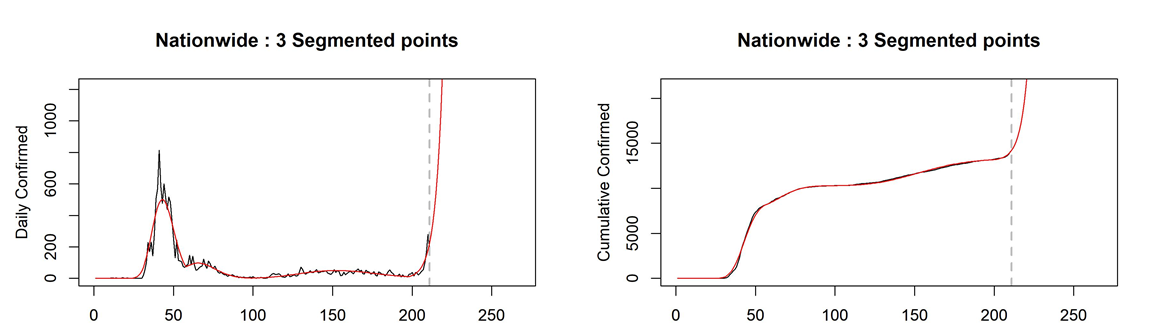 Nationwide : 3 Segmented points
Daily Confirmed
0 200 600 1000
0 50 100 150 200 250
Nationwide : 3 Segmented points
Cumulative Confirmed
0 5000 15000
0 50 100 150 200 250